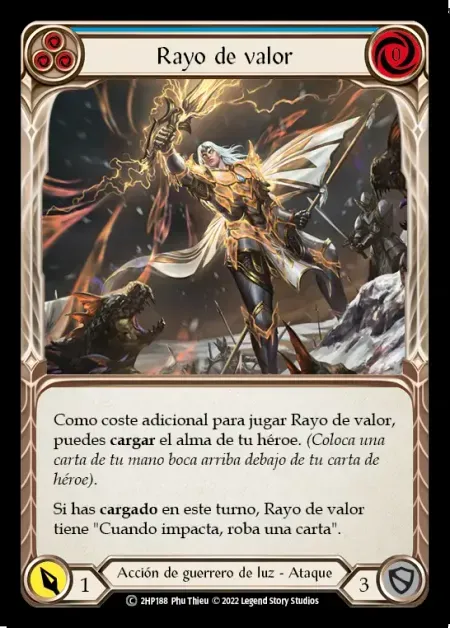 Rayo de valor
0
Como coste adicional para jugar Rayo de valor,
puedes cargar el alma de tu héroe. (Coloca una
carta de tu mano boca arriba debajo de tu carta de
héroe).
Si has cargado en este turno, Rayo de valor
tiene "Cuando impacta, roba una carta".
1
Acción de guerrero de luz - Ataque
3
C 2HP188 Phu Thieu © 2022 Legend Story Studios